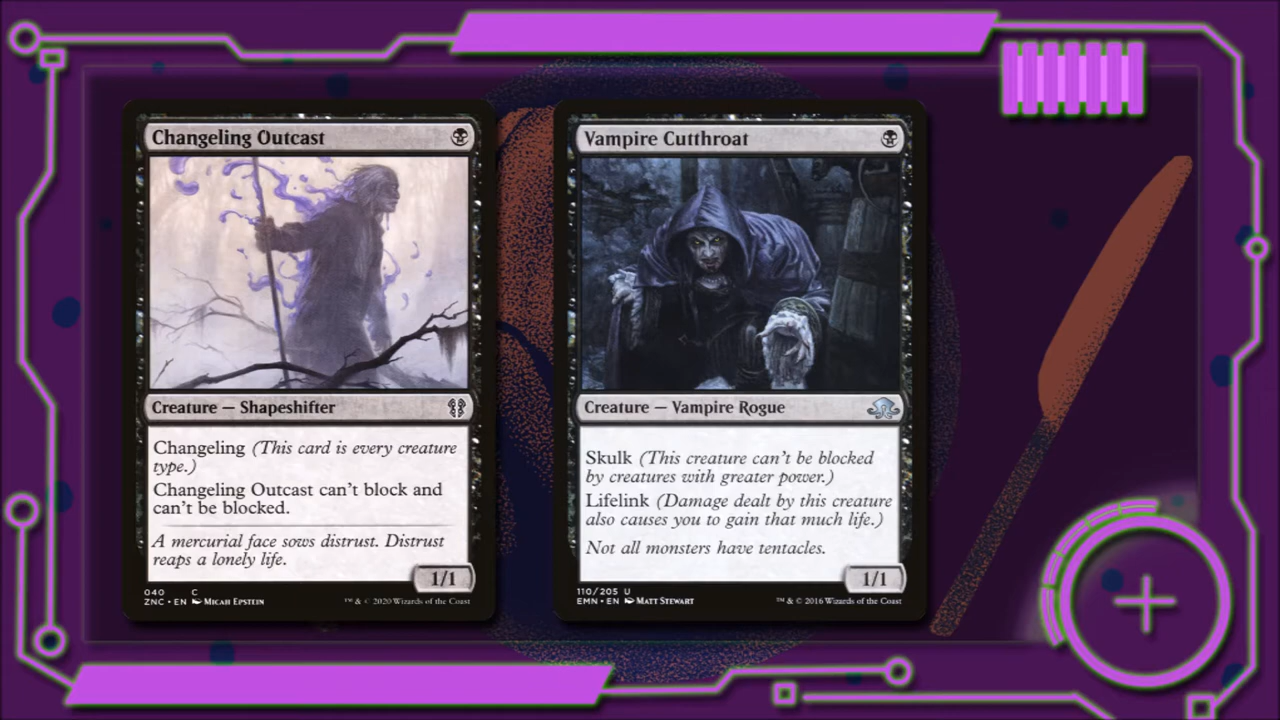 Changeling Outcast
Creature — Shapeshifter
Changeling (This card is every creature
type.)
Changeling Outcast can't block and
can't be blocked.
A mercurial face sows distrust. Distrust
reaps a lonely life.
1/1
040 C
ZNC • EN MICAH EPSTEIN
™ & © 2020 Wizards of the Coast
Vampire Cutthroat
Creature — Vampire Rogue
Skulk (This creature can't be blocked
by creatures with greater power.)
Lifelink (Damage dealt by this creature
also causes you to gain that much life.)
Not all monsters have tentacles.
1/1
110/205 U
EMN • EN MATT STEWART
™ & © 2016 Wizards of the Coast